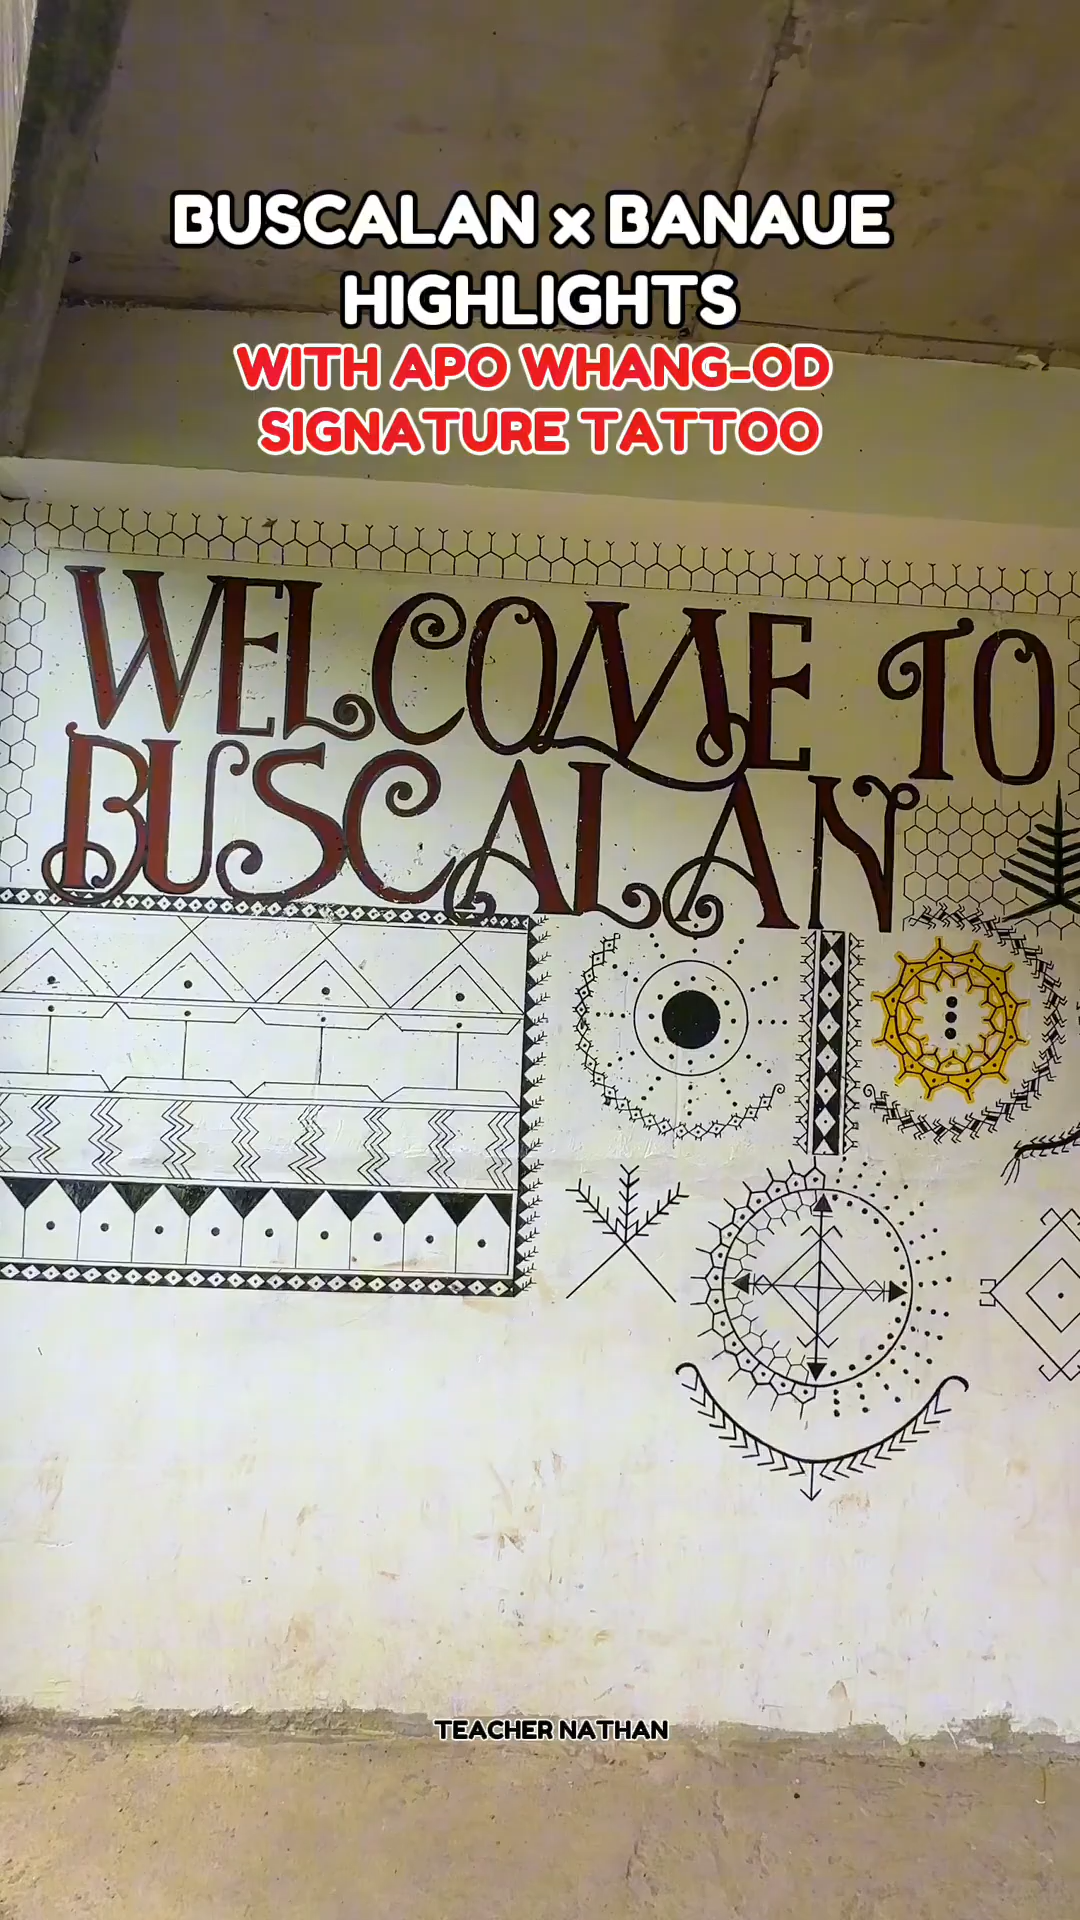 BUSCALAN x BANAUE
HIGHLIGHTS
WITH APO WHANG-OD
SIGNATURE TATTOO
WELCOME TO
BUSCALAN
TEACHER NATHAN